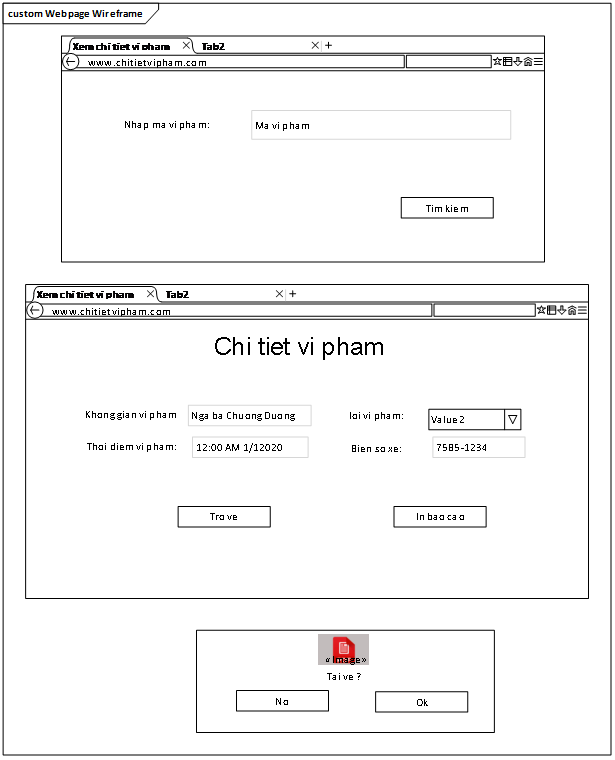 custom Webpage Wireframe
Xem chi tiet vi pham Tab2
www.chitietvipham.com
Nhap ma vi pham: Ma vi pham
Tim kiem
Xem chi tiet vi pham Tab2
www.chitietvipham.com
Chi tiet vi pham
Khong gian vi pham Nga ba Chuong Duong loi vi pham: Value2
Thoi diem vi pham: 12:00 AM 1/12020 Bien so xe: 75B5-1234
Tro ve In bao cao
«Image»
Tai ve ?
No Ok